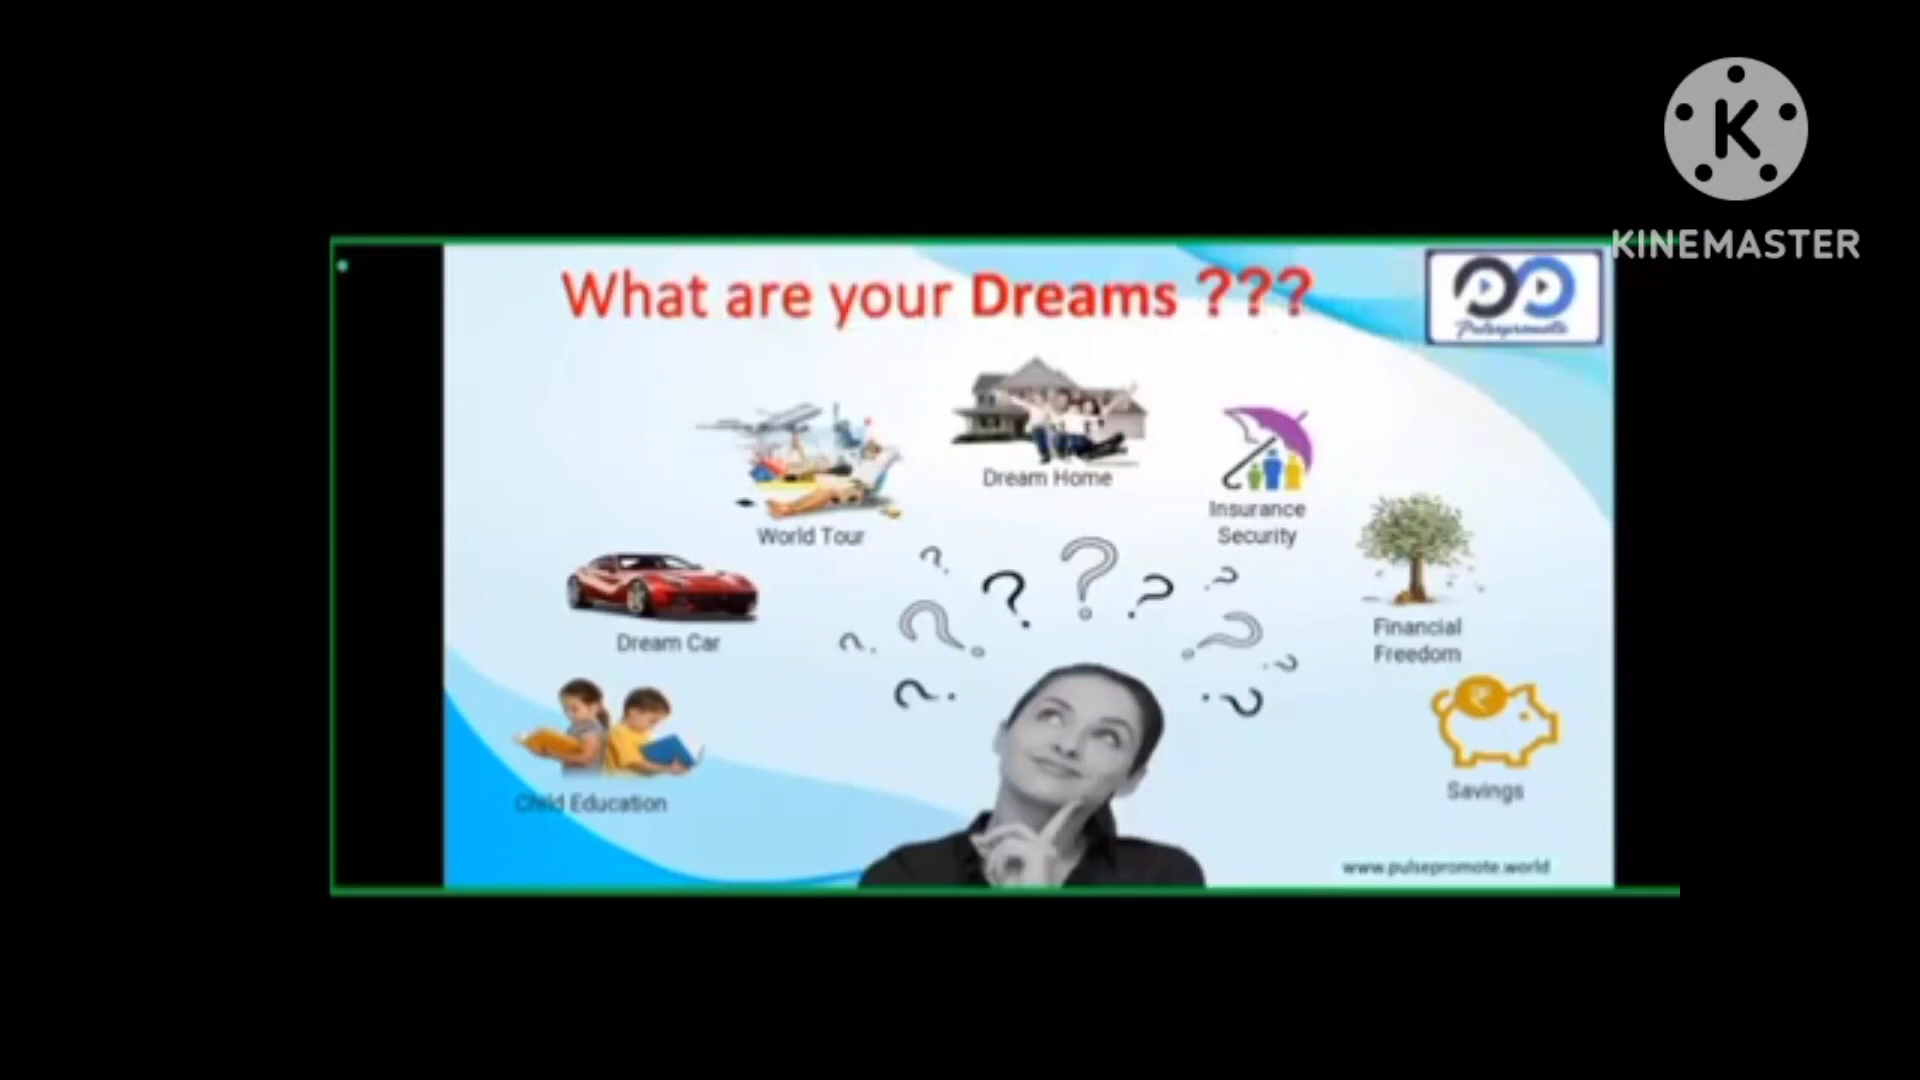 KINEMASTER
What are your Dreams ???
Pulsepromote
Dream Home
World Tour
Insurance
Security
Dream Car
Financial
Freedom
Child Education
Savings
www.pulsepromote.world